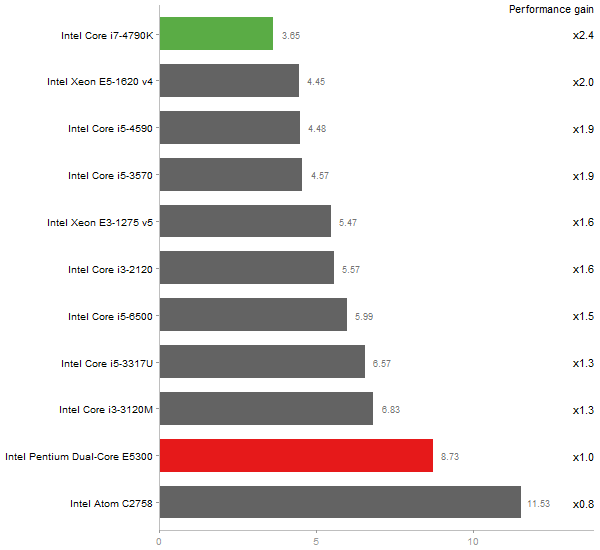 Performance gain
Intel Core i7-4790K 3.65 x2.4
Intel Xeon E5-1620 v4 4.45 x2.0
Intel Core i5-4590 4.48 x1.9
Intel Core i5-3570 4.57 x1.9
Intel Xeon E3-1275 v5 5.47 x1.6
Intel Core i3-2120 5.57 x1.6
Intel Core i5-6500 5.99 x1.5
Intel Core i5-3317U 6.57 x1.3
Intel Core i3-3120M 6.83 x1.3
Intel Pentium Dual-Core E5300 8.73 x1.0
Intel Atom C2758 11.53 x0.8
0 5 10